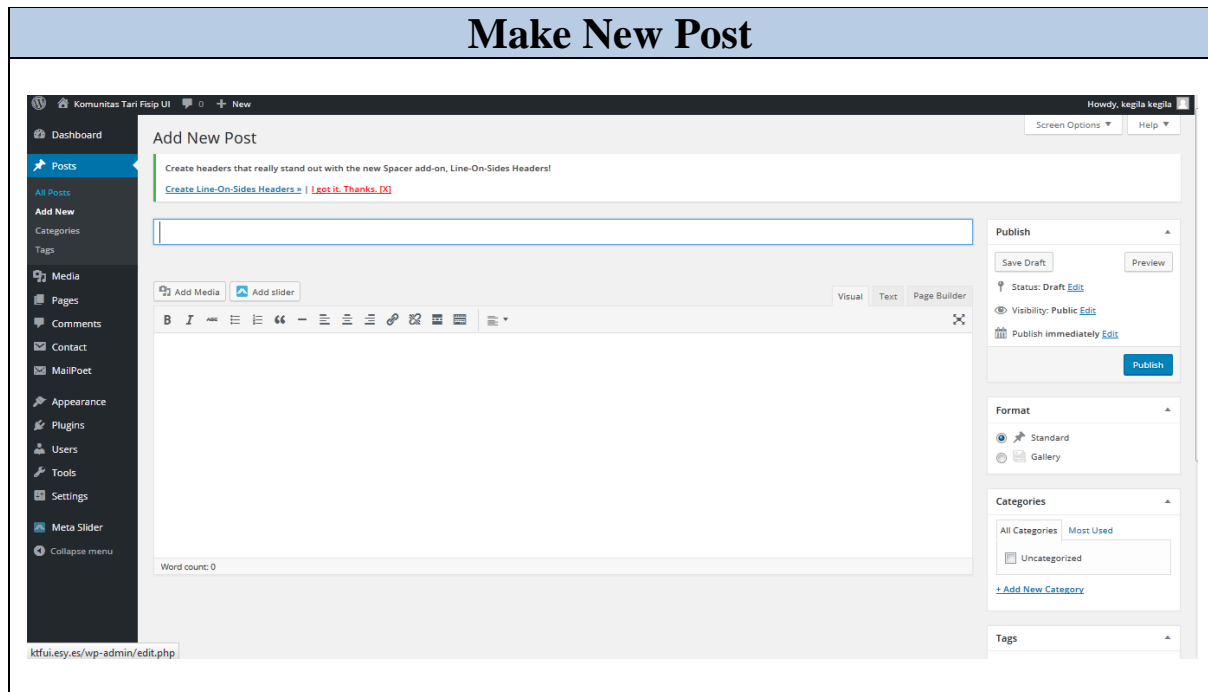 Make New Post
Komunitas Tari Fisip UI 0 + New
Howdy, kegila kegila
Screen Options ▼ Help ▼
Dashboard
Posts
All Posts
Add New
Categories
Tags
Media
Pages
Comments
Contact
MailPoet
Appearance
Plugins
Users
Tools
Settings
Meta Slider
Collapse menu
Add New Post
Create headers that really stand out with the new Spacer add-on, Line-On-Sides Headers!
Create Line-On-Sides Headers » | I got it. Thanks. [X]
Add Media Add slider
Visual Text Page Builder
B I ABC
Word count: 0
Publish
Save Draft Preview
Status: Draft Edit
Visibility: Public Edit
Publish immediately Edit
Publish
Format
Standard
Gallery
Categories
All Categories Most Used
Uncategorized
+ Add New Category
Tags
ktfui.esy.es/wp-admin/edit.php